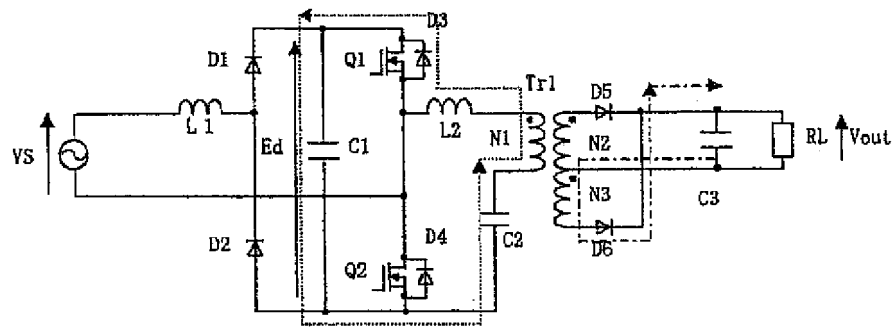 D3
D1
Q1
Tr1
D5
L1
L2
N1
N2
VS
Ed
C1
RL
Vout
N3
C3
D2
D4
C2
D6
Q2